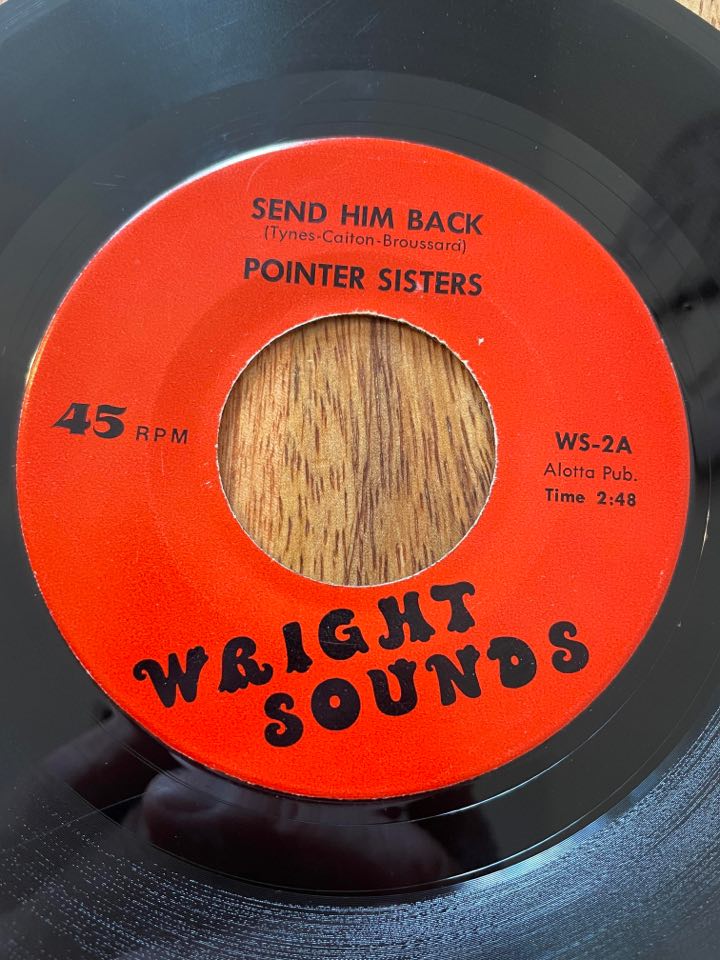 SEND HIM BACK
(Tynes-Caiton-Broussard)
POINTER SISTERS
45 RPM
WS-2A
Alotta Pub.
Time 2:48
WRIGHT
SOUNDS